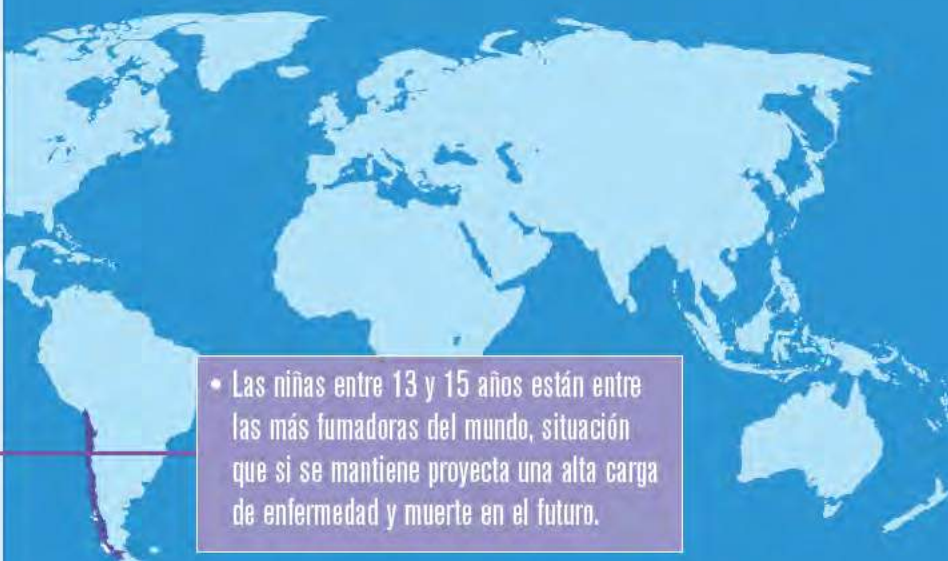 • Las niñas entre 13 y 15 años están entre
las más fumadoras del mundo, situación
que si se mantiene proyecta una alta carga
de enfermedad y muerte en el futuro.